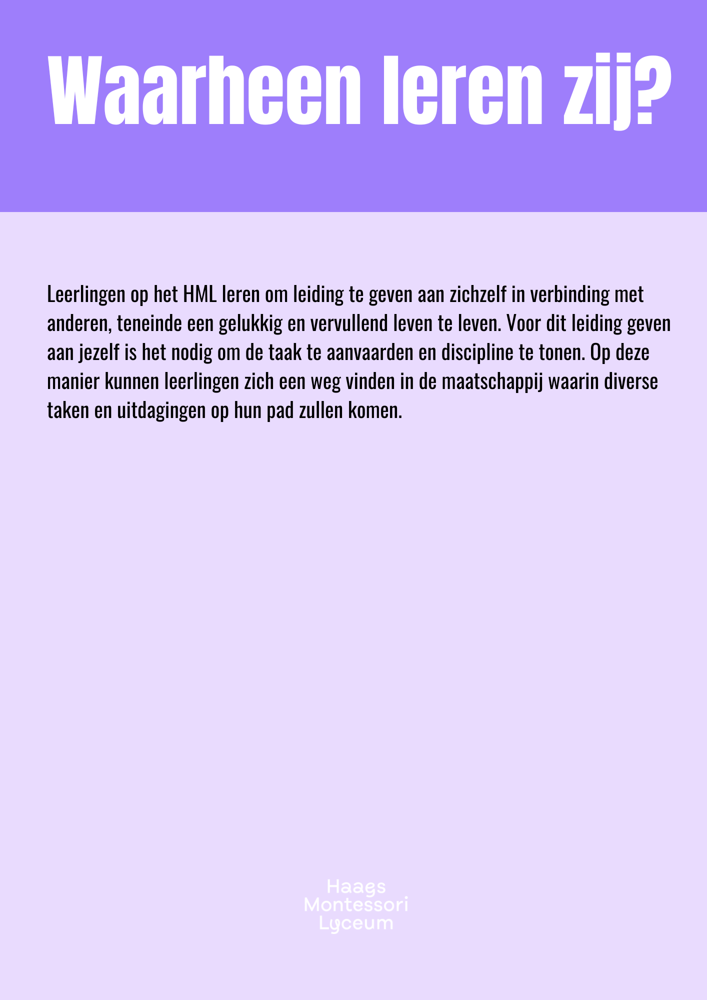 Waarheen leren zij?
Leerlingen op het HML leren om leiding te geven aan zichzelf in verbinding met
anderen, teneinde een gelukkig en vervullend leven te leven. Voor dit leiding geven
aan jezelf is het nodig om de taak te aanvaarden en discipline te tonen. Op deze
manier kunnen leerlingen zich een weg vinden in de maatschappij waarin diverse
taken en uitdagingen op hun pad zullen komen.
Haags
Montessori
Lyceum